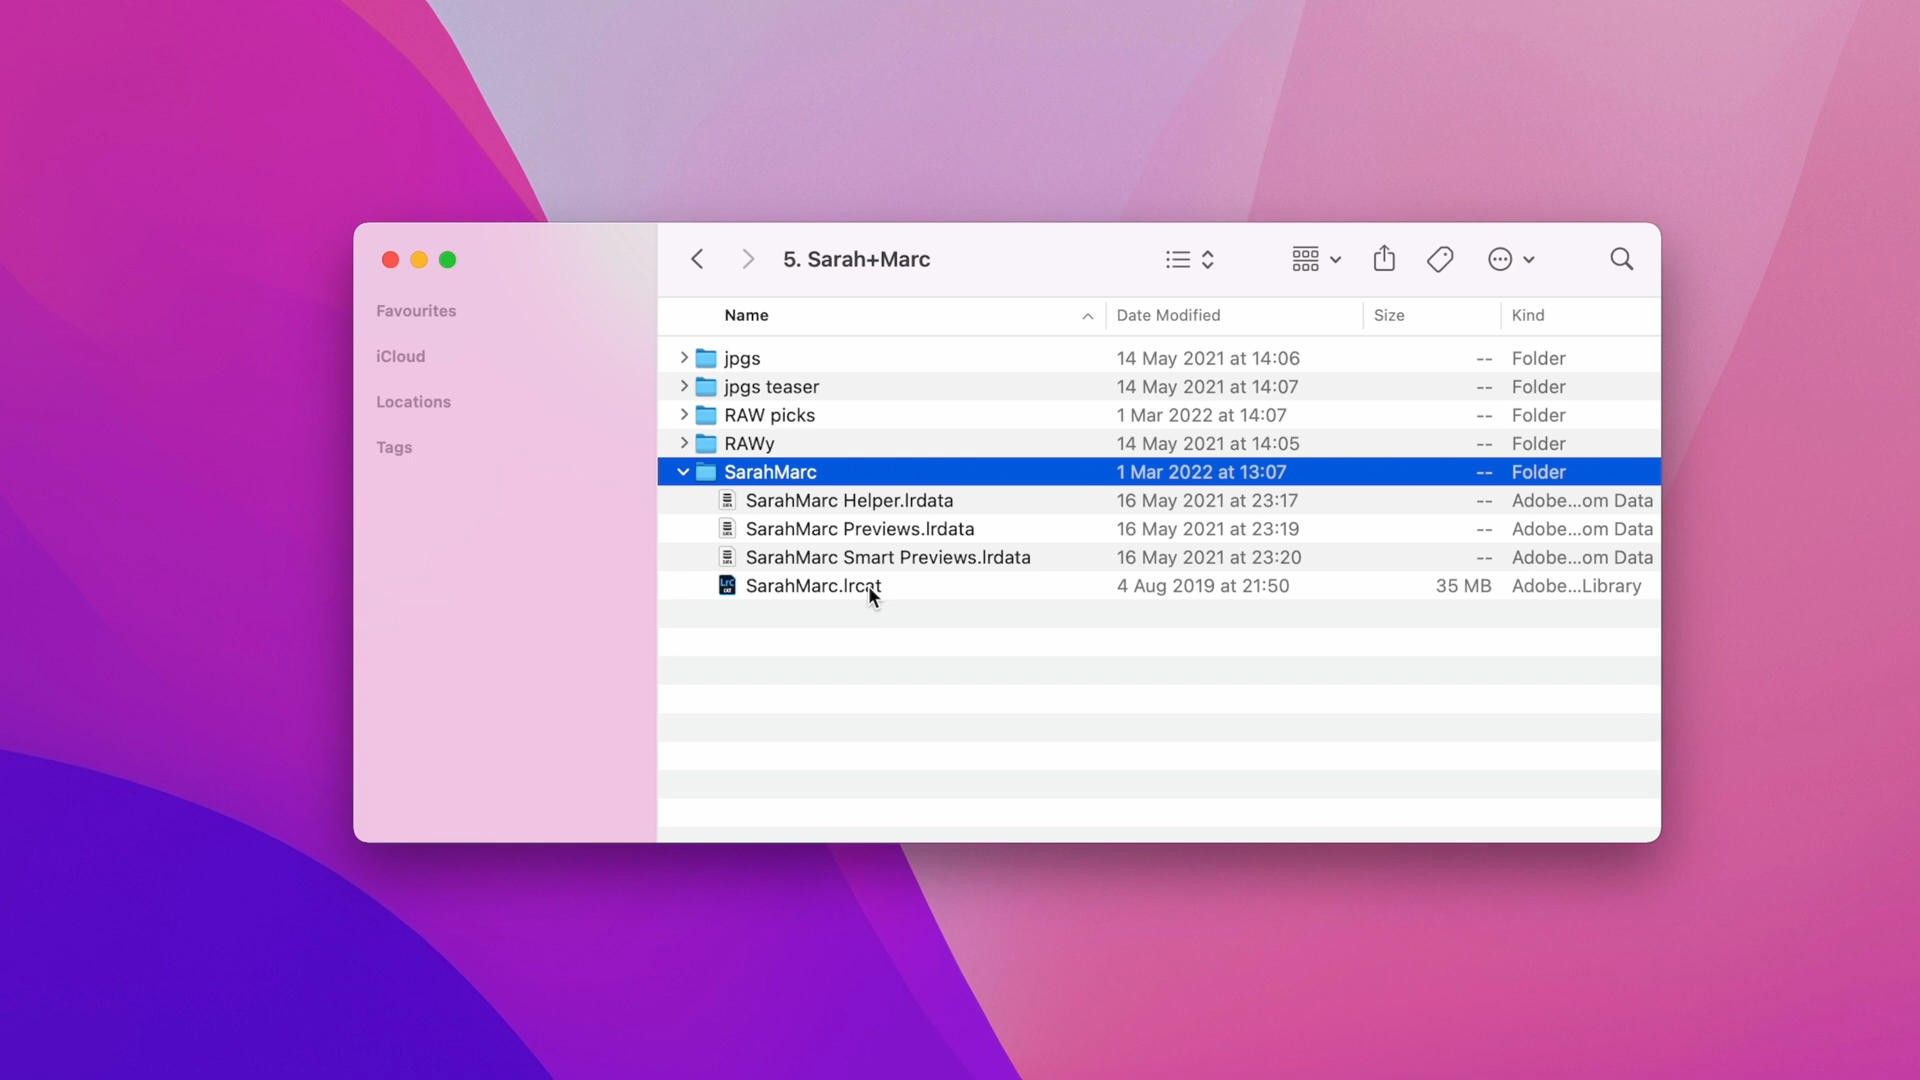 5. Sarah+Marc
Favourites
iCloud
Locations
Tags
Name Date Modified Size Kind
jpgs 14 May 2021 at 14:06 -- Folder
jpgs teaser 14 May 2021 at 14:07 -- Folder
RAW picks 1 Mar 2022 at 14:07 -- Folder
RAWy 14 May 2021 at 14:05 -- Folder
SarahMarc 1 Mar 2022 at 13:07 -- Folder
SarahMarc Helper.lrdata 16 May 2021 at 23:17 -- Adobe...om Data
SarahMarc Previews.lrdata 16 May 2021 at 23:19 -- Adobe...om Data
SarahMarc Smart Previews.lrdata 16 May 2021 at 23:20 -- Adobe...om Data
SarahMarc.lrcat 4 Aug 2019 at 21:50 35 MB Adobe...Library